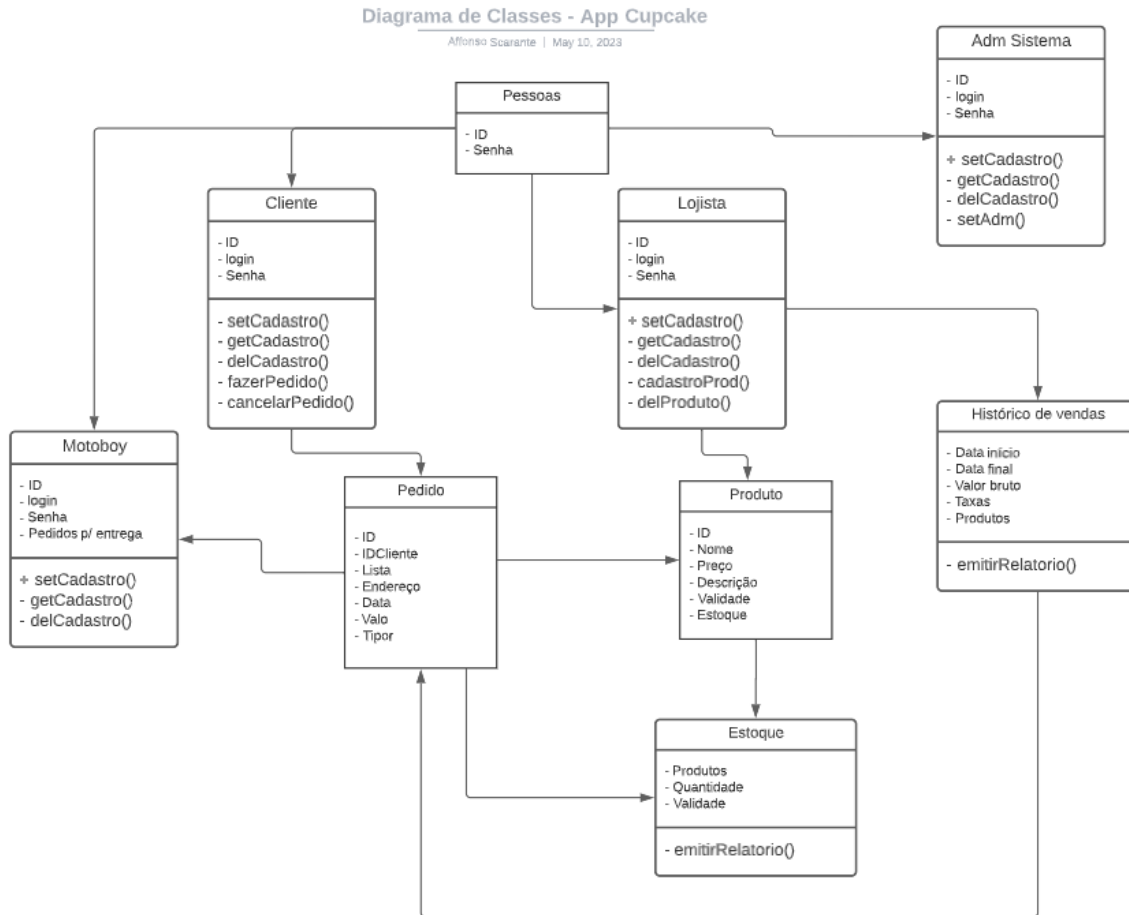 Diagrama de Classes - App Cupcake
Affonso Scarante | May 10, 2023
Adm Sistema
- ID
- login
- Senha
+ setCadastro()
- getCadastro()
- delCadastro()
- setAdm()
Pessoas
- ID
- Senha
Cliente
- ID
- login
- Senha
- setCadastro()
- getCadastro()
- delCadastro()
- fazerPedido()
- cancelarPedido()
Lojista
- ID
- login
- Senha
+ setCadastro()
- getCadastro()
- delCadastro()
- cadastroProd()
- delProduto()
Histórico de vendas
- Data início
- Data final
- Valor bruto
- Taxas
- Produtos
- emitirRelatorio()
Motoboy
- ID
- login
- Senha
- Pedidos p/ entrega
+ setCadastro()
- getCadastro()
- delCadastro()
Pedido
- ID
- IDCliente
- Lista
- Endereço
- Data
- Valo
- Tipor
Produto
- ID
- Nome
- Preço
- Descrição
- Validade
- Estoque
Estoque
- Produtos
- Quantidade
- Validade
- emitirRelatorio()